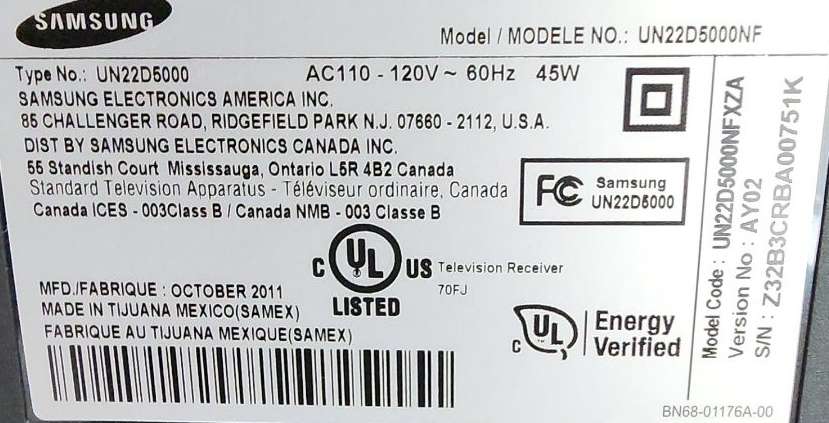 SAMSUNG
Model / MODELE NO.: UN22D5000NF
Type No.: UN22D5000 AC110 - 120V ~ 60Hz 45W
SAMSUNG ELECTRONICS AMERICA INC.
85 CHALLENGER ROAD, RIDGEFIELD PARK N.J. 07660 - 2112, U.S.A.
DIST BY SAMSUNG ELECTRONICS CANADA INC.
55 Standish Court Mississauga, Ontario L5R 4B2 Canada
Standard Television Apparatus - Téléviseur ordinaire, Canada
Canada ICES - 003Class B / Canada NMB - 003 Classe B
FC Samsung
UN22D5000
C UL US Television Receiver
70FJ
LISTED
MFD./FABRIQUE : OCTOBER 2011
MADE IN TIJUANA MEXICO(SAMEX)
FABRIQUE AU TIJUANA MEXIQUE(SAMEX)
C UL Energy
Verified
Model Code : UN22D5000NFXZA
Version No : AY02
S/N : Z32B3CRBA00751K
BN68-01176A-00